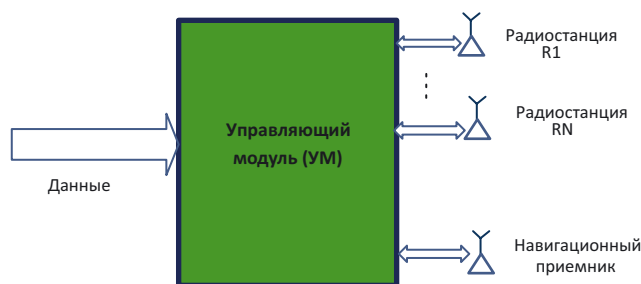 Радиостанция
R1
Радиостанция
RN
Управляющий
модуль (УМ)
Данные
Навигационный
приемник